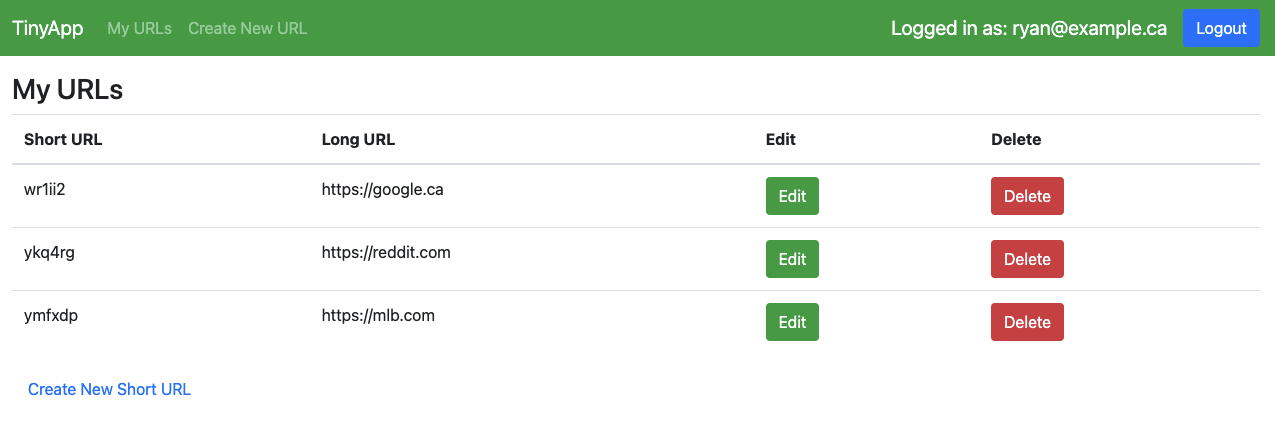 TinyApp My URLs Create New URL Logged in as: ryan@example.ca Logout
My URLs
Short URL Long URL Edit Delete
wr1ii2 https://google.ca Edit Delete
ykq4rg https://reddit.com Edit Delete
ymfxdp https://mlb.com Edit Delete
Create New Short URL